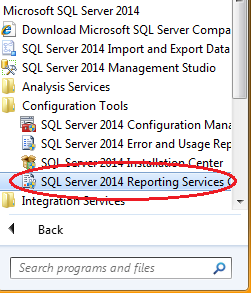 Microsoft SQL Server 2014
Download Microsoft SQL Server Compa
SQL Server 2014 Import and Export Data
SQL Server 2014 Management Studio
Analysis Services
Configuration Tools
SQL Server 2014 Configuration Mana
SQL Server 2014 Error and Usage Rep
SQL Server 2014 Installation Center
SQL Server 2014 Reporting Services
Integration Services
Back
Search programs and files